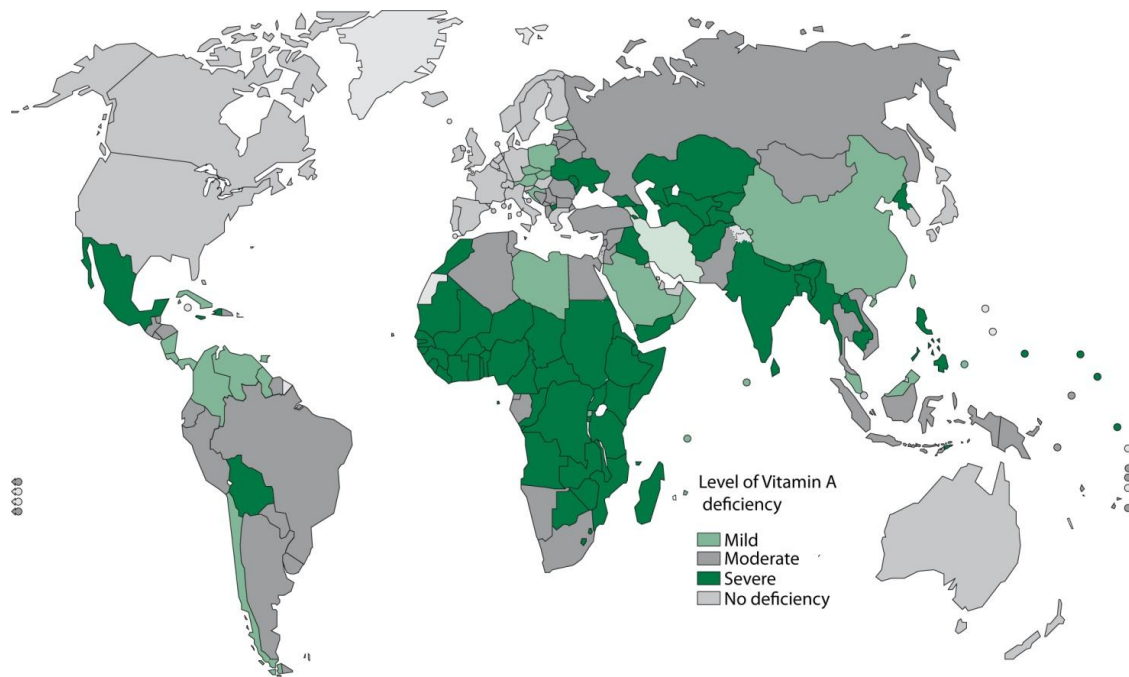 Level of Vitamin A
deficiency
Mild
Moderate
Severe
No deficiency